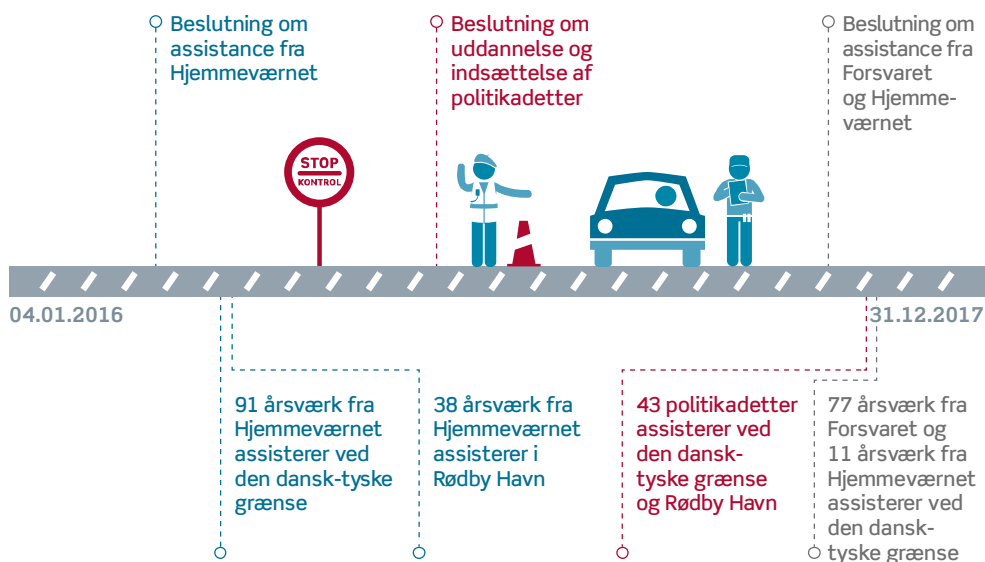 Beslutning om
assistance fra
Hjemmeværnet
Beslutning om
uddannelse og
indsættelse af
politikadetter
Beslutning om
assistance fra
Forsvaret
og Hjemme-
værnet
STOP
KONTROL
04.01.2016
31.12.2017
91 årsværk fra
Hjemmeværnet
assisterer ved
den dansk-tyske
grænse
38 årsværk fra
Hjemmeværnet
assisterer i
Rødby Havn
43 politikadetter
assisterer ved
den dansk-
tyske grænse
og Rødby Havn
77 årsværk fra
Forsvaret og
11 årsværk fra
Hjemmeværnet
assisterer ved
den dansk-
tyske grænse